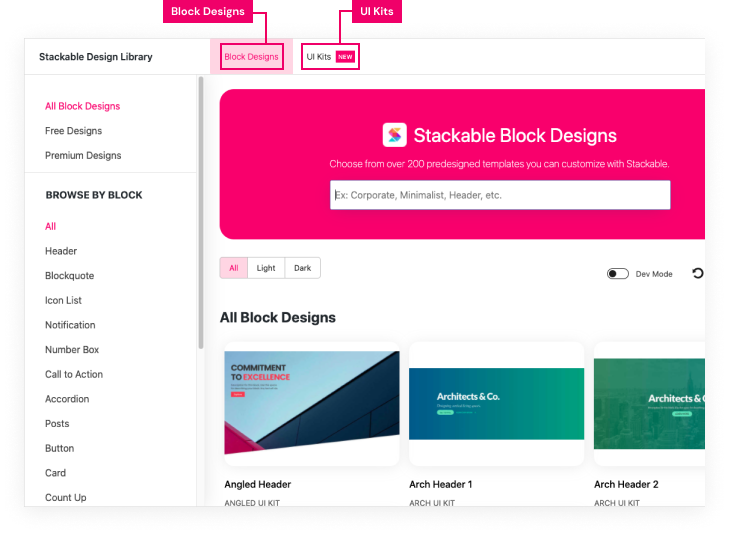 Block Designs
UI Kits
Stackable Design Library
Block Designs
UI Kits NEW
All Block Designs
Free Designs
Premium Designs
BROWSE BY BLOCK
All
Header
Blockquote
Icon List
Notification
Number Box
Call to Action
Accordion
Posts
Button
Card
Count Up
Stackable Block Designs
Choose from over 200 predesigned templates you can customize with Stackable.
Ex: Corporate, Minimalist, Header, etc.
All Light Dark
Dev Mode
All Block Designs
COMMITMENT
TO EXCELLENCE
Angled Header
ANGLED UI KIT
Architects & Co.
Arch Header 1
ARCH UI KIT
Architects & C
Arch Header 2
ARCH UI KIT